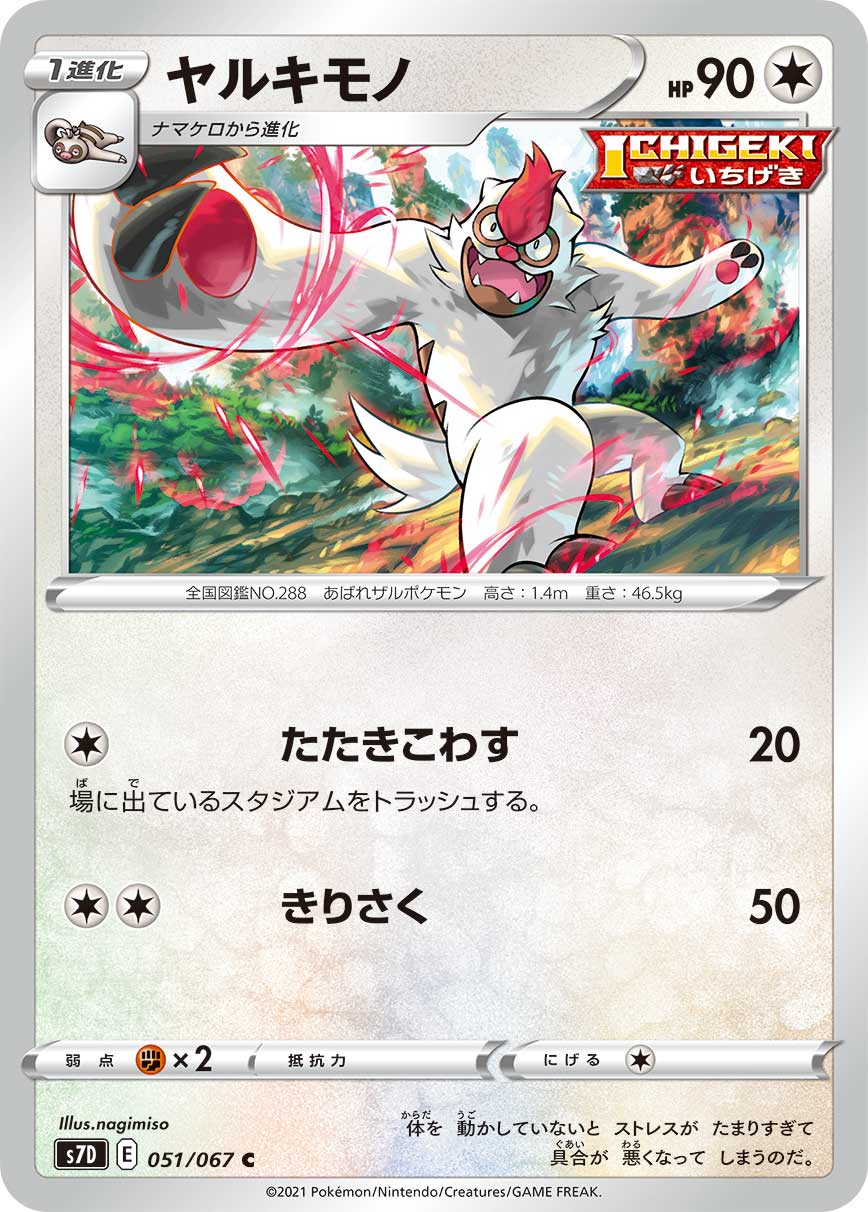 1進化
ヤルキモノ
HP90
ナマケロから進化
ICHIGEKI
いちげき
全国図鑑NO.288 あばれザルポケモン 高さ:1.4m 重さ:46.5kg
たたきこわす 20
場に出ているスタジアムをトラッシュする。
きりさく 50
弱点 ×2 抵抗力 にげる
Illus.nagimiso
体を 動かしていないと ストレスが たまりすぎて
具合が 悪くなって しまうのだ。
s7D E 051/067 C
©2021 Pokémon/Nintendo/Creatures/GAME FREAK.